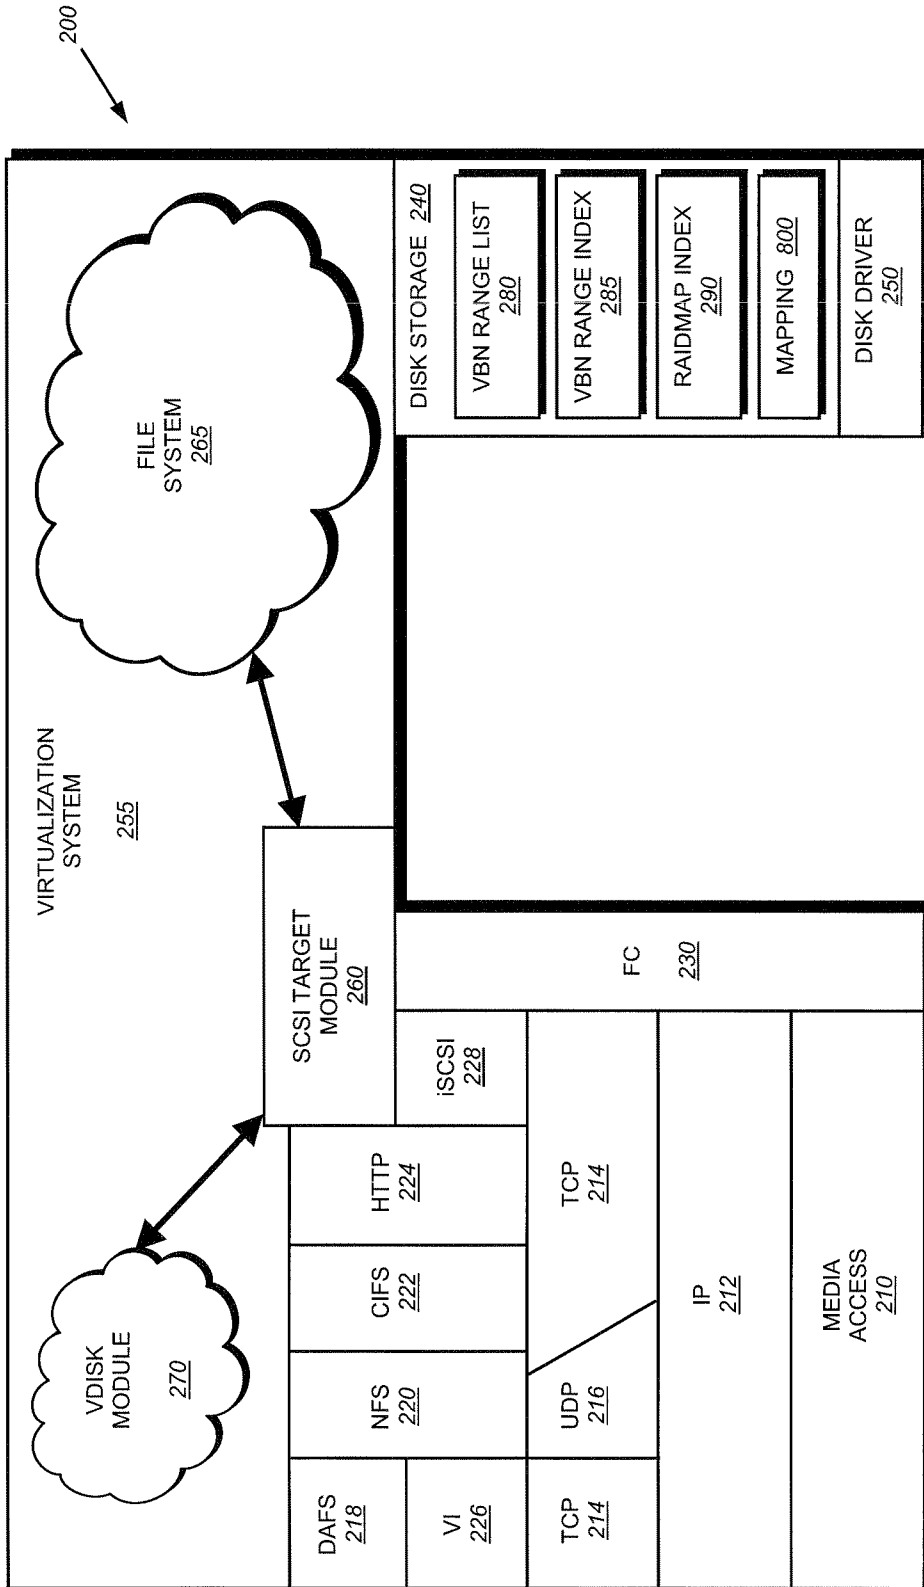 200
VIRTUALIZATION
SYSTEM
255
VDISK
MODULE
270
FILE
SYSTEM
265
SCSI TARGET
MODULE
260
DAFS
218
VI
226
NFS
220
CIFS
222
HTTP
224
iSCSI
228
TCP
214
UDP
216
TCP
214
IP
212
MEDIA
ACCESS
210
FC
230
DISK STORAGE 240
VBN RANGE LIST
280
VBN RANGE INDEX
285
RAIDMAP INDEX
290
MAPPING 800
DISK DRIVER
250